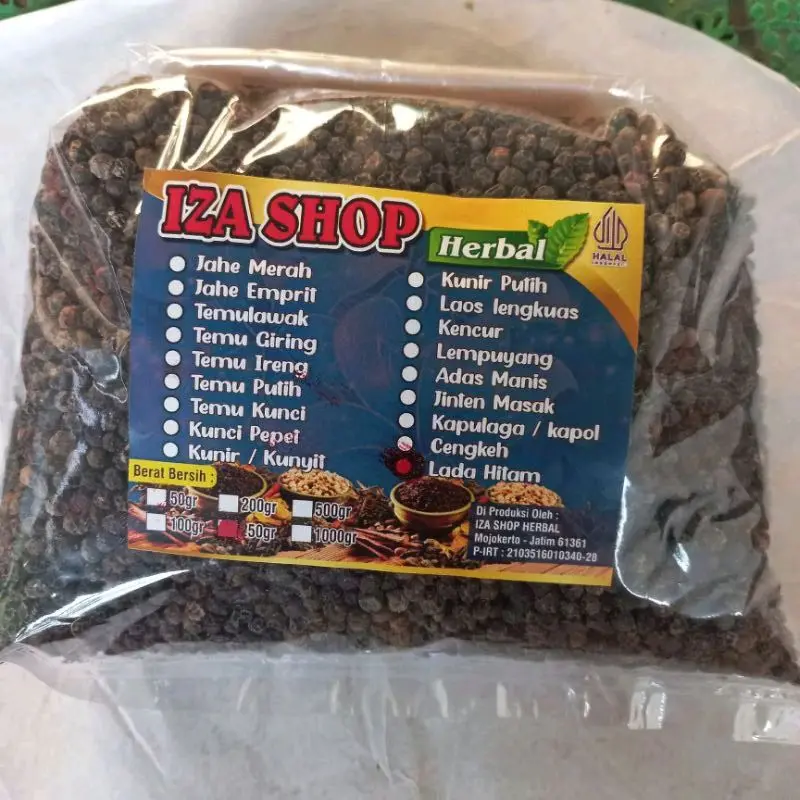 IZA SHOP
Herbal
HALAL
INDONESIA
Jahe Merah
Jahe Emprit
Temulawak
Temu Giring
Temu Ireng
Temu Putih
Temu Kunci
Kunci Pepet
Kunir / Kunyit
Kunir Putih
Laos lengkuas
Kencur
Lempuyang
Adas Manis
Jinten Masak
Kapulaga / kapol
Cengkeh
Lada Hitam
Berat Bersih :
50gr
200gr
500gr
100gr
50gr
1000gr
Di Produksi Oleh :
IZA SHOP HERBAL
Mojokerto - Jatim 61361
P-IRT : 2103516010340-28